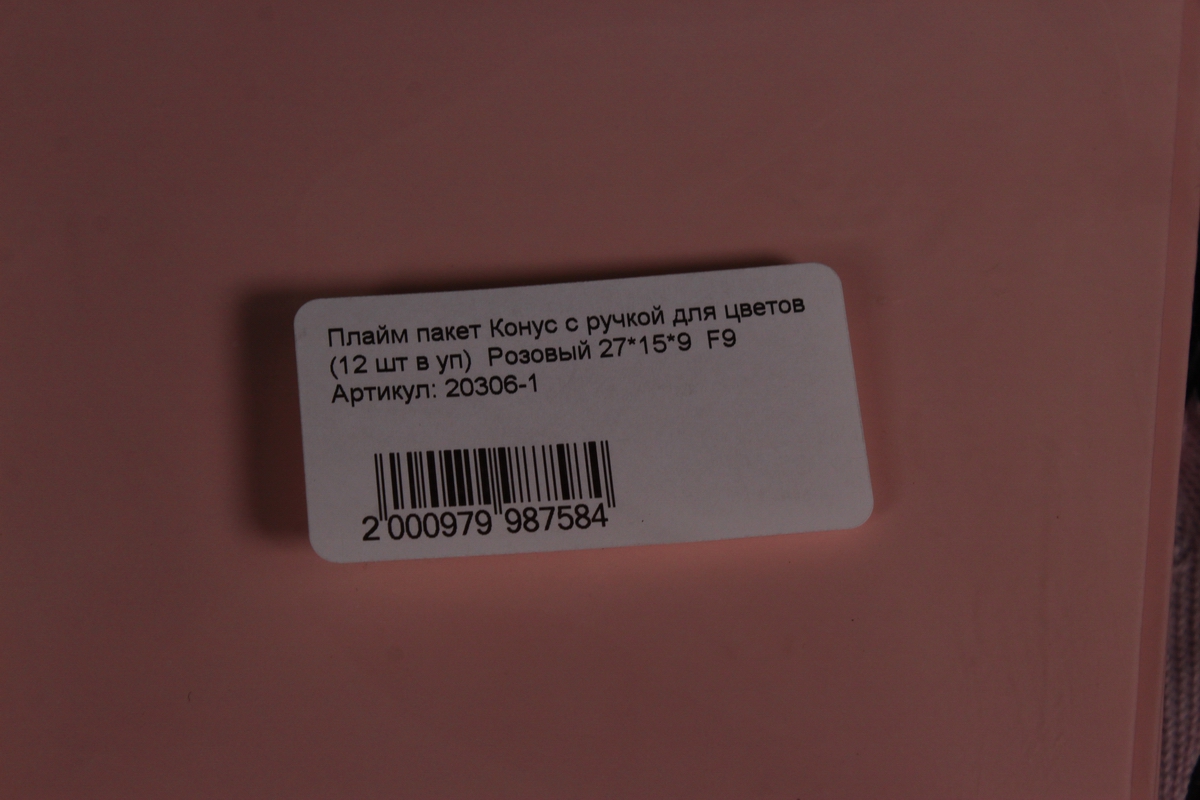 Плайм пакет Конус с ручкой для цветов
(12 шт в уп)  Розовый 27*15*9  F9
Артикул: 20306-1
2 000979 987584